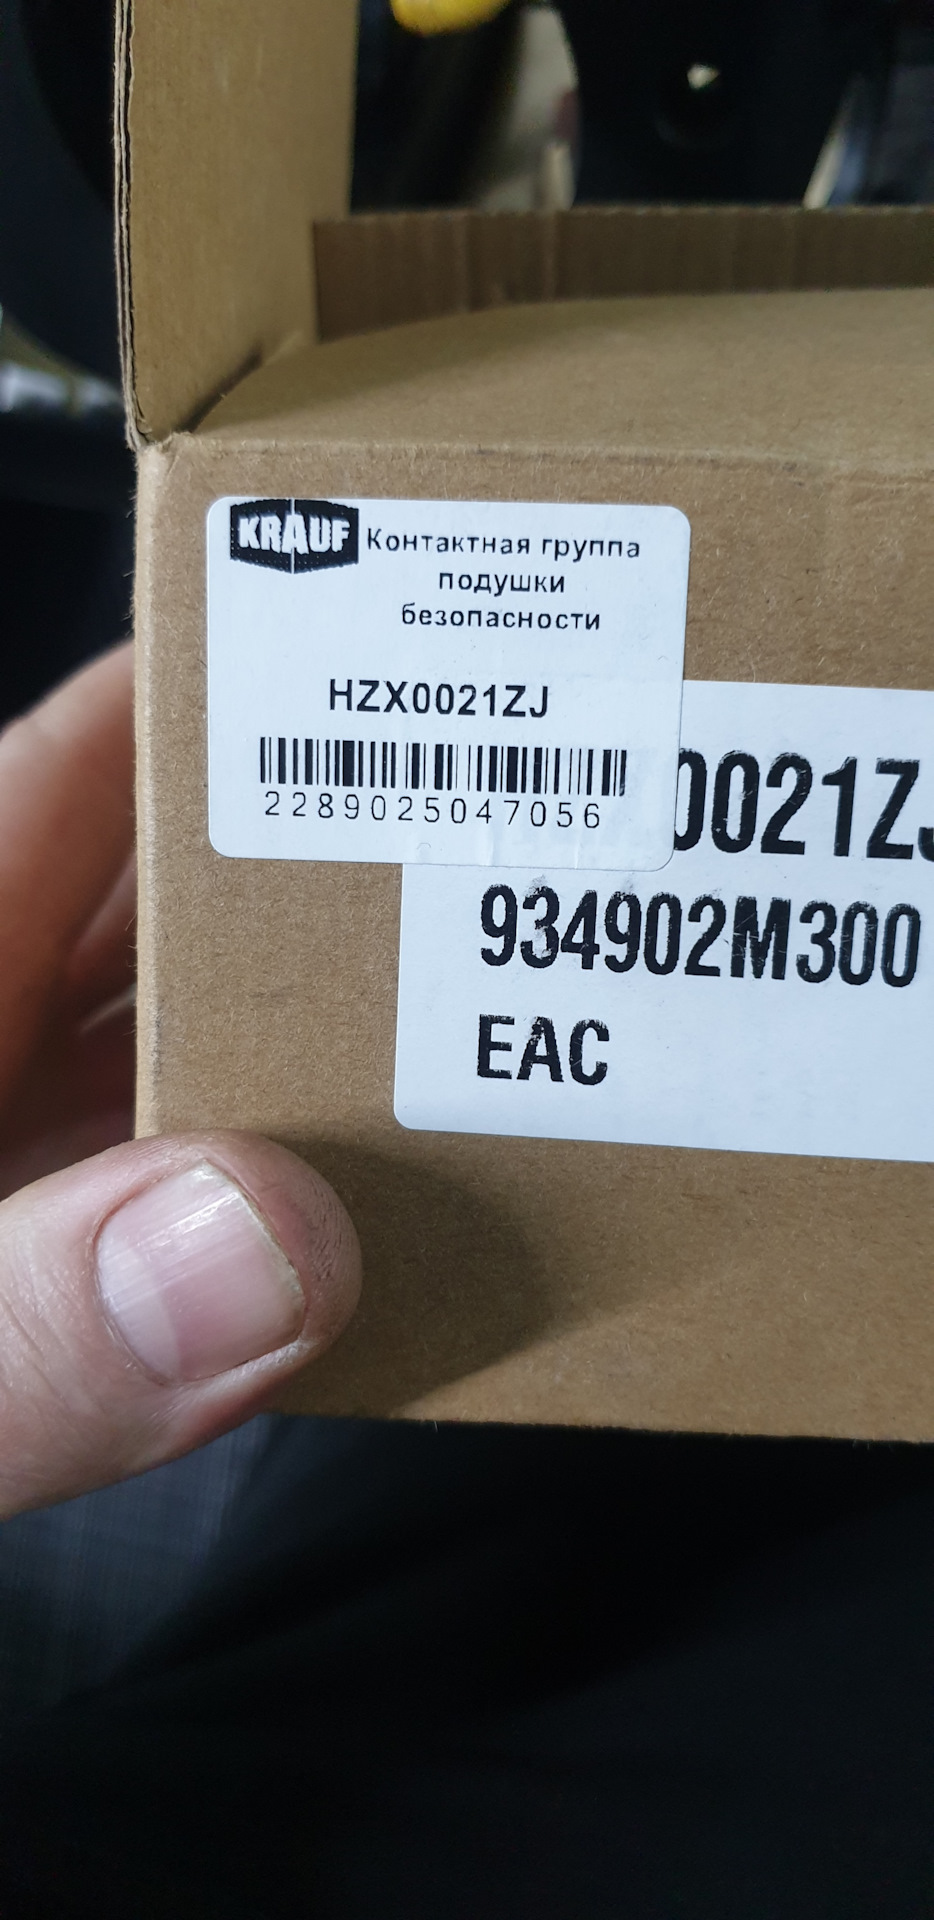 KRAUF
Контактная группа
подушки
безопасности
HZX0021ZJ
2289025047056
0021ZJ
934902M300
EAC